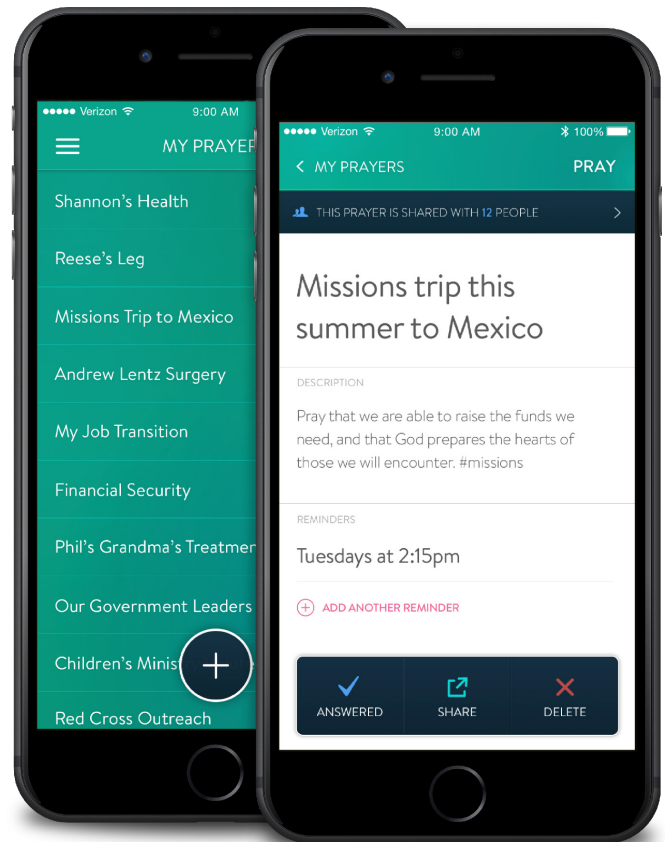 Verizon
9:00 AM
MY PRAYER
Shannon's Health
Reese's Leg
Missions Trip to Mexico
Andrew Lentz Surgery
My Job Transition
Financial Security
Phil's Grandma's Treatmen
Our Government Leaders
Children's Minis
Red Cross Outreach
Verizon
9:00 AM
100%
MY PRAYERS
PRAY
THIS PRAYER IS SHARED WITH 12 PEOPLE
Missions trip this
summer to Mexico
DESCRIPTION
Pray that we are able to raise the funds we
need, and that God prepares the hearts of
those we will encounter. #missions
REMINDERS
Tuesdays at 2:15pm
ADD ANOTHER REMINDER
ANSWERED
SHARE
DELETE